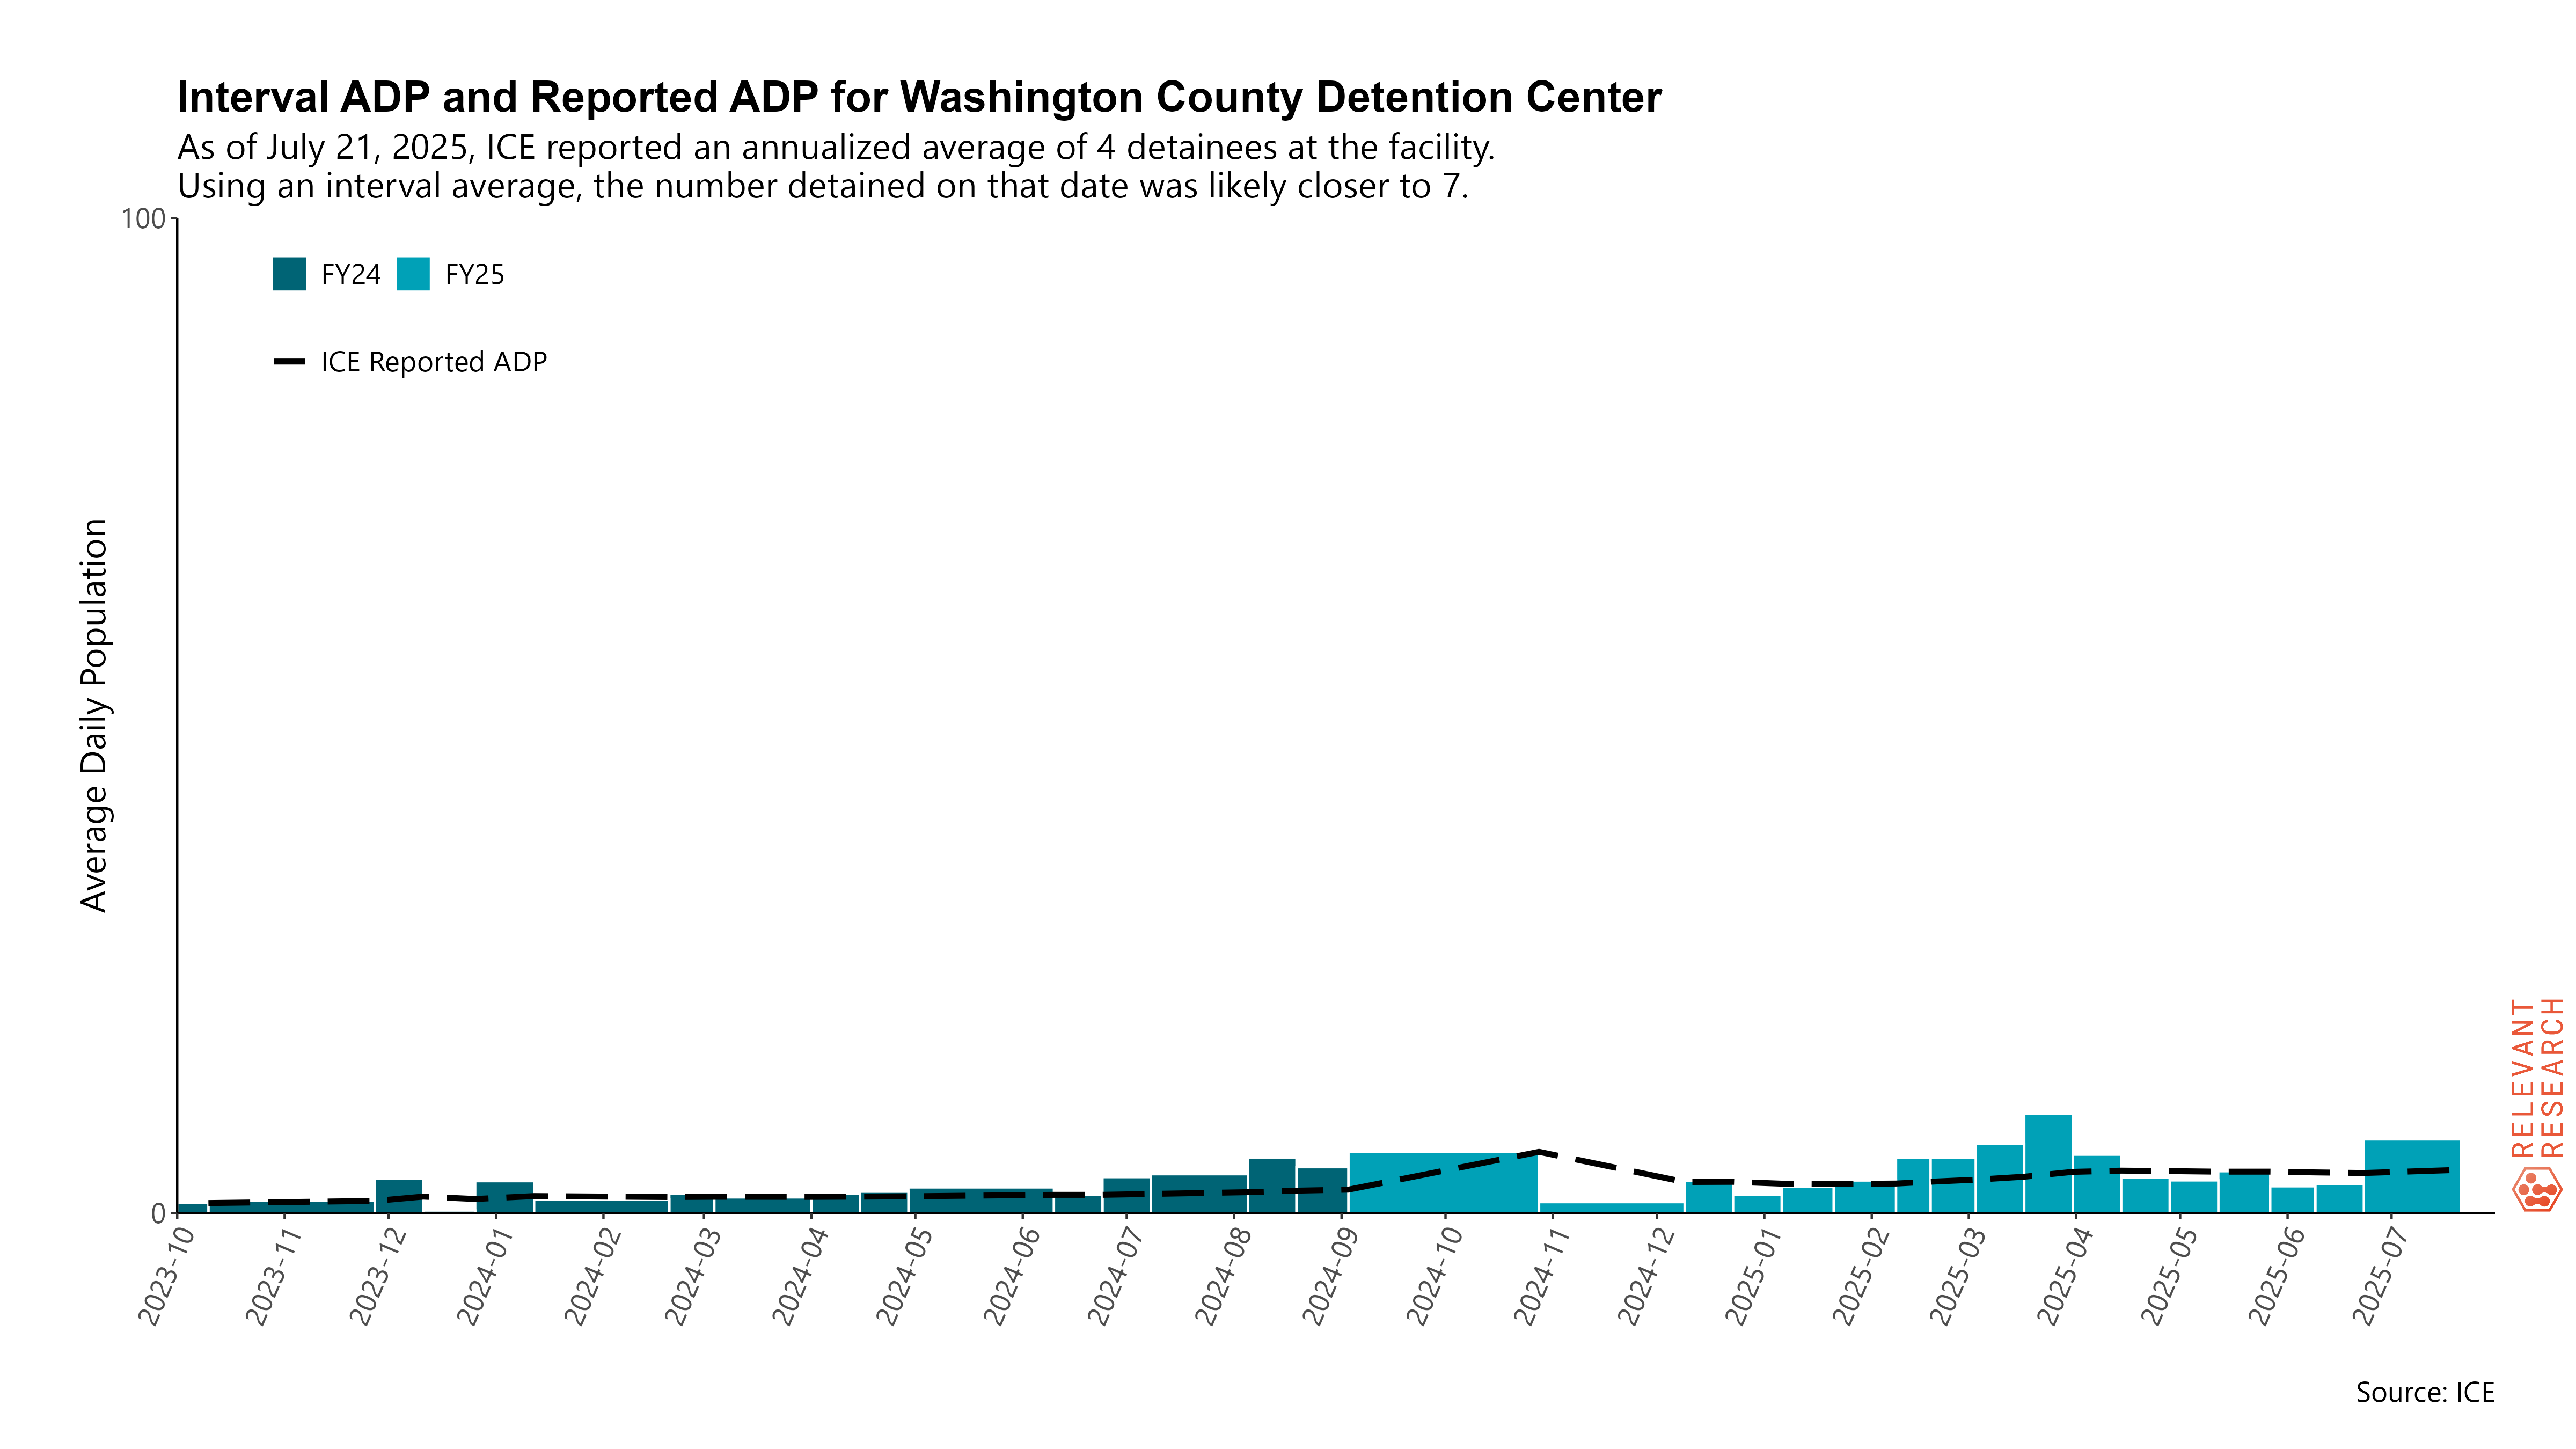 Interval ADP and Reported ADP for Washington County Detention Center
As of July 21, 2025, ICE reported an annualized average of 4 detainees at the facility.
Using an interval average, the number detained on that date was likely closer to 7.
100
FY24 FY25
ICE Reported ADP
Average Daily Population
0
2023-10 2023-11 2023-12 2024-01 2024-02 2024-03 2024-04 2024-05 2024-06 2024-07 2024-08 2024-09 2024-10 2024-11 2024-12 2025-01 2025-02 2025-03 2025-04 2025-05 2025-06 2025-07
RELEVANT
RESEARCH
Source: ICE